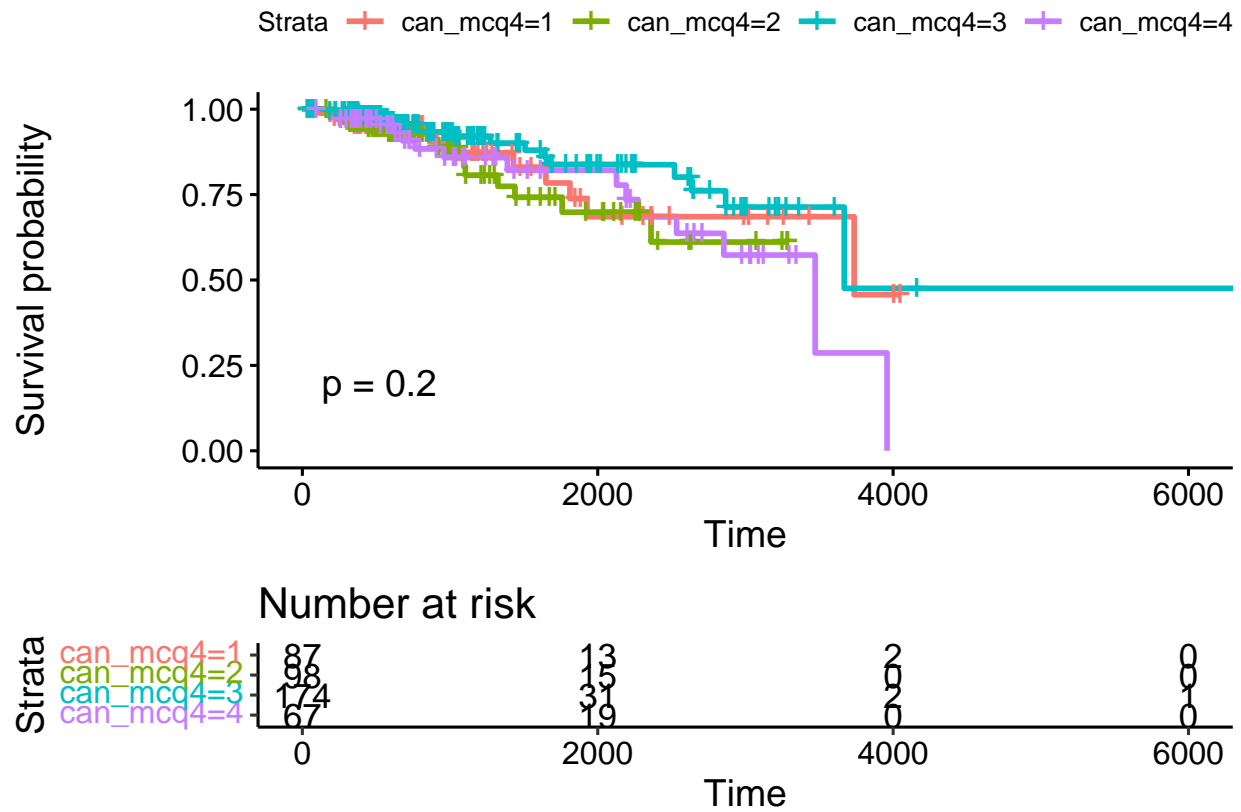 Strata can_mcq4=1 can_mcq4=2 can_mcq4=3 can_mcq4=4
Survival probability
1.00
0.75
0.50
0.25
0.00
p = 0.2
0 2000 4000 6000
Time
Number at risk
Strata
can_mcq4=1 87 13 2 0
can_mcq4=2 98 15 0 0
can_mcq4=3 174 31 2 1
can_mcq4=4 67 19 0 0
0 2000 4000 6000
Time